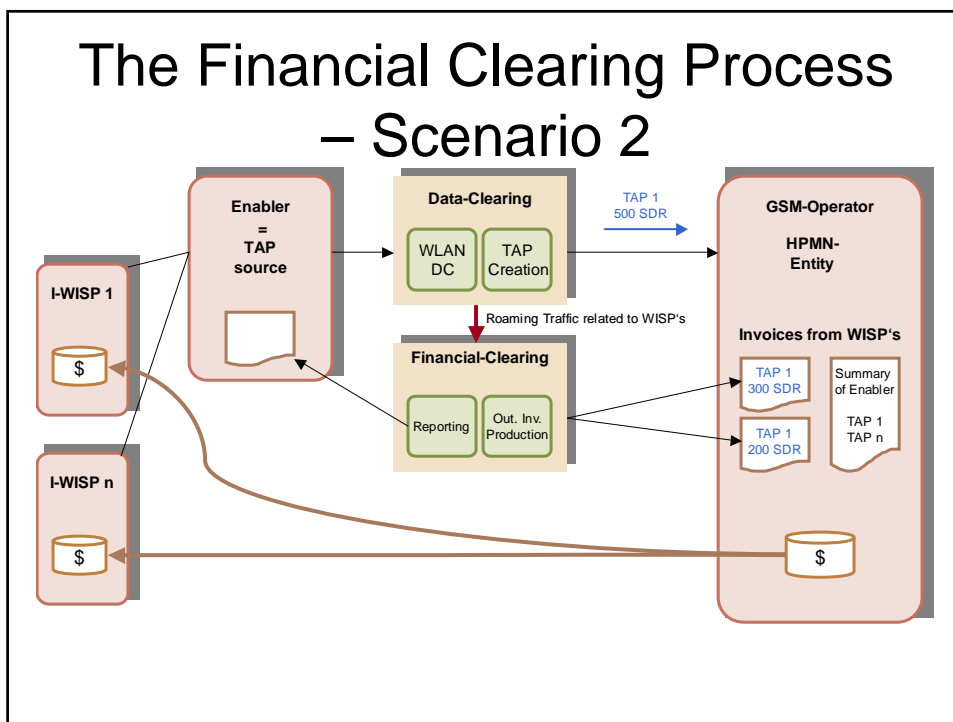 The Financial Clearing Process
– Scenario 2
Enabler
=
TAP
source
Data-Clearing
WLAN
DC
TAP
Creation
TAP 1
500 SDR
GSM-Operator
HPMN-
Entity
I-WISP 1
$
Roaming Traffic related to WISP‘s
Financial-Clearing
Reporting
Out. Inv.
Production
Invoices from WISP‘s
TAP 1
300 SDR
TAP 1
200 SDR
Summary
of Enabler
TAP 1
TAP n
I-WISP n
$
$